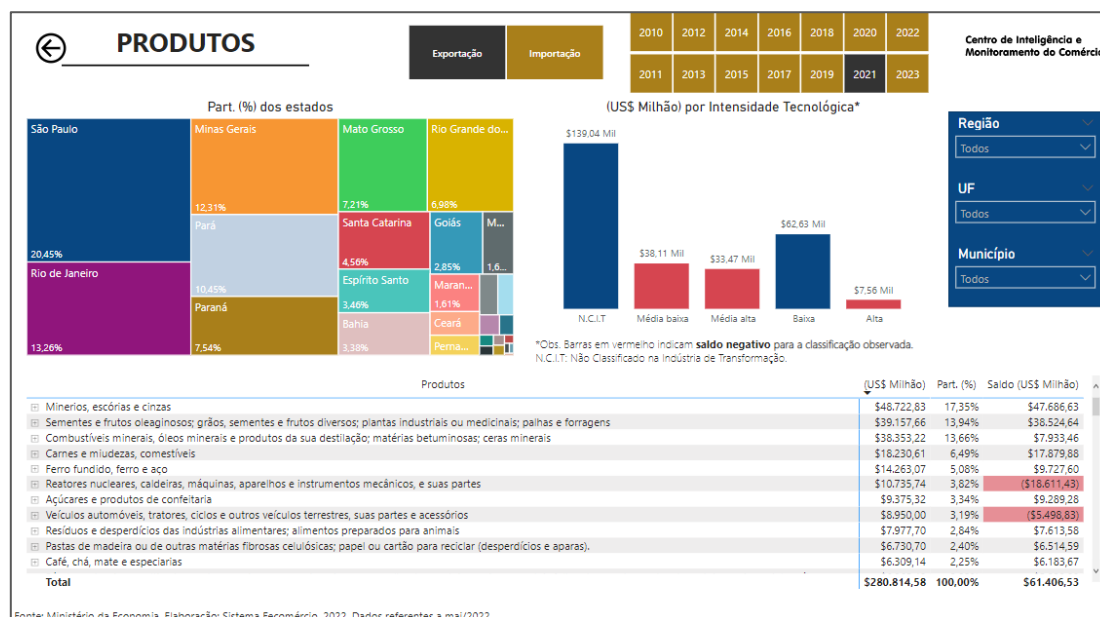 PRODUTOS
Exportação
Importação
2010 2012 2014 2016 2018 2020 2022
2011 2013 2015 2017 2019 2021 2023
Centro de Inteligência e
Monitoramento do Comércio
Part. (%) dos estados
São Paulo
20,45%
Rio de Janeiro
13,26%
Minas Gerais
12,31%
Pará
10,45%
Paraná
7,54%
Mato Grosso
7,21%
Rio Grande do...
6,98%
Santa Catarina
4,56%
Espírito Santo
3,46%
Bahia
3,38%
Goiás
2,85%
M...
1,6...
Maran...
1,61%
Ceará
Perna...
(US$ Milhão) por Intensidade Tecnológica*
$139,04 Mil
$38,11 Mil
$33,47 Mil
$62,63 Mil
$7,56 Mil
N.C.I.T Média baixa Média alta Baixa Alta
*Obs. Barras em vermelho indicam saldo negativo para a classificação observada.
N.C.I.T: Não Classificado na Indústria de Transformação.
Região
Todos
UF
Todos
Município
Todos
Produtos (US$ Milhão) Part. (%) Saldo (US$ Milhão)
Minerios, escórias e cinzas $48.722,83 17,35% $47.686,63
Sementes e frutos oleaginosos; grãos, sementes e frutos diversos; plantas industriais ou medicinais; palhas e forragens $39.157,66 13,94% $38.524,64
Combustíveis minerais, óleos minerais e produtos da sua destilação; matérias betuminosas; ceras minerais $38.353,22 13,66% $7.933,46
Carnes e miudezas, comestíveis $18.230,61 6,49% $17.879,88
Ferro fundido, ferro e aço $14.263,07 5,08% $9.727,60
Reatores nucleares, caldeiras, máquinas, aparelhos e instrumentos mecânicos, e suas partes $10.735,74 3,82% ($18.611,43)
Açúcares e produtos de confeitaria $9.375,32 3,34% $9.289,28
Veículos automóveis, tratores, ciclos e outros veículos terrestres, suas partes e acessórios $8.950,00 3,19% ($5.498,83)
Resíduos e desperdícios das indústrias alimentares; alimentos preparados para animais $7.977,70 2,84% $7.613,58
Pastas de madeira ou de outras matérias fibrosas celulósicas; papel ou cartão para reciclar (desperdícios e aparas). $6.730,70 2,40% $6.514,59
Café, chá, mate e especiarias $6.309,14 2,25% $6.183,67
Total $280.814,58 100,00% $61.406,53
Fonte: Ministério da Economia. Elaboração: Sistema Fecomércio, 2022. Dados referentes a mai/2022